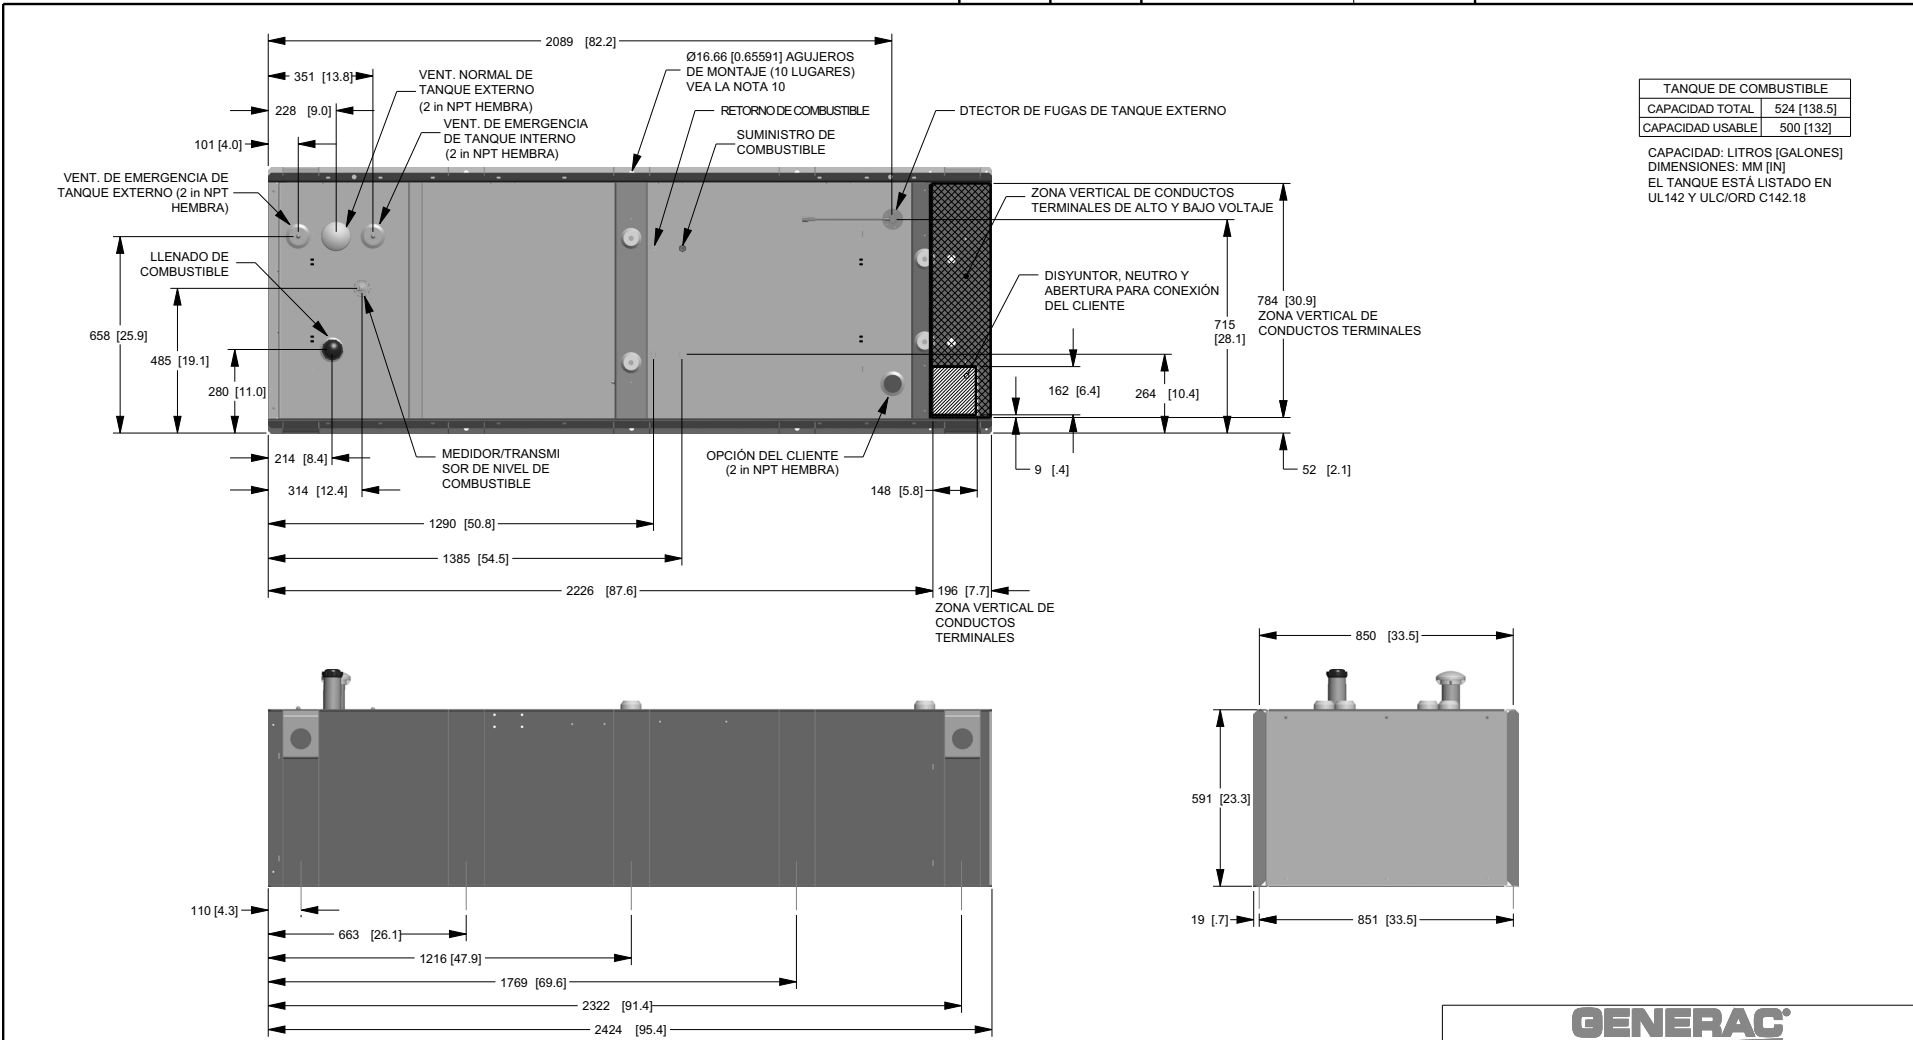 2089 [82.2]
351 [13.8]
228 [9.0]
101 [4.0]
VENT. NORMAL DE
TANQUE EXTERNO
(2 in NPT HEMBRA)
VENT. DE EMERGENCIA
DE TANQUE INTERNO
(2 in NPT HEMBRA)
Ø16.66 [0.65591] AGUJEROS
DE MONTAJE (10 LUGARES)
VEA LA NOTA 10
RETORNO DE COMBUSTIBLE
SUMINISTRO DE
COMBUSTIBLE
DTECTOR DE FUGAS DE TANQUE EXTERNO
TANQUE DE COMBUSTIBLE
CAPACIDAD TOTAL 524 [138.5]
CAPACIDAD USABLE 500 [132]
CAPACIDAD: LITROS [GALONES]
DIMENSIONES: MM [IN]
EL TANQUE ESTÁ LISTADO EN
UL142 Y ULC/ORD C142.18
VENT. DE EMERGENCIA DE
TANQUE EXTERNO (2 in NPT
HEMBRA)
ZONA VERTICAL DE CONDUCTOS
TERMINALES DE ALTO Y BAJO VOLTAJE
LLENADO DE
COMBUSTIBLE
DISYUNTOR, NEUTRO Y
ABERTURA PARA CONEXIÓN
DEL CLIENTE
784 [30.9]
ZONA VERTICAL DE
CONDUCTOS TERMINALES
715
[28.1]
658 [25.9]
485 [19.1]
280 [11.0]
162 [6.4]
264 [10.4]
214 [8.4]
314 [12.4]
MEDIDOR/TRANSMI
SOR DE NIVEL DE
COMBUSTIBLE
OPCIÓN DEL CLIENTE
(2 in NPT HEMBRA)
9 [.4]
52 [2.1]
148 [5.8]
1290 [50.8]
1385 [54.5]
2226 [87.6]
196 [7.7]
ZONA VERTICAL DE
CONDUCTOS
TERMINALES
850 [33.5]
591 [23.3]
19 [.7]
851 [33.5]
110 [4.3]
663 [26.1]
1216 [47.9]
1769 [69.6]
2322 [91.4]
2424 [95.4]
GENERAC®